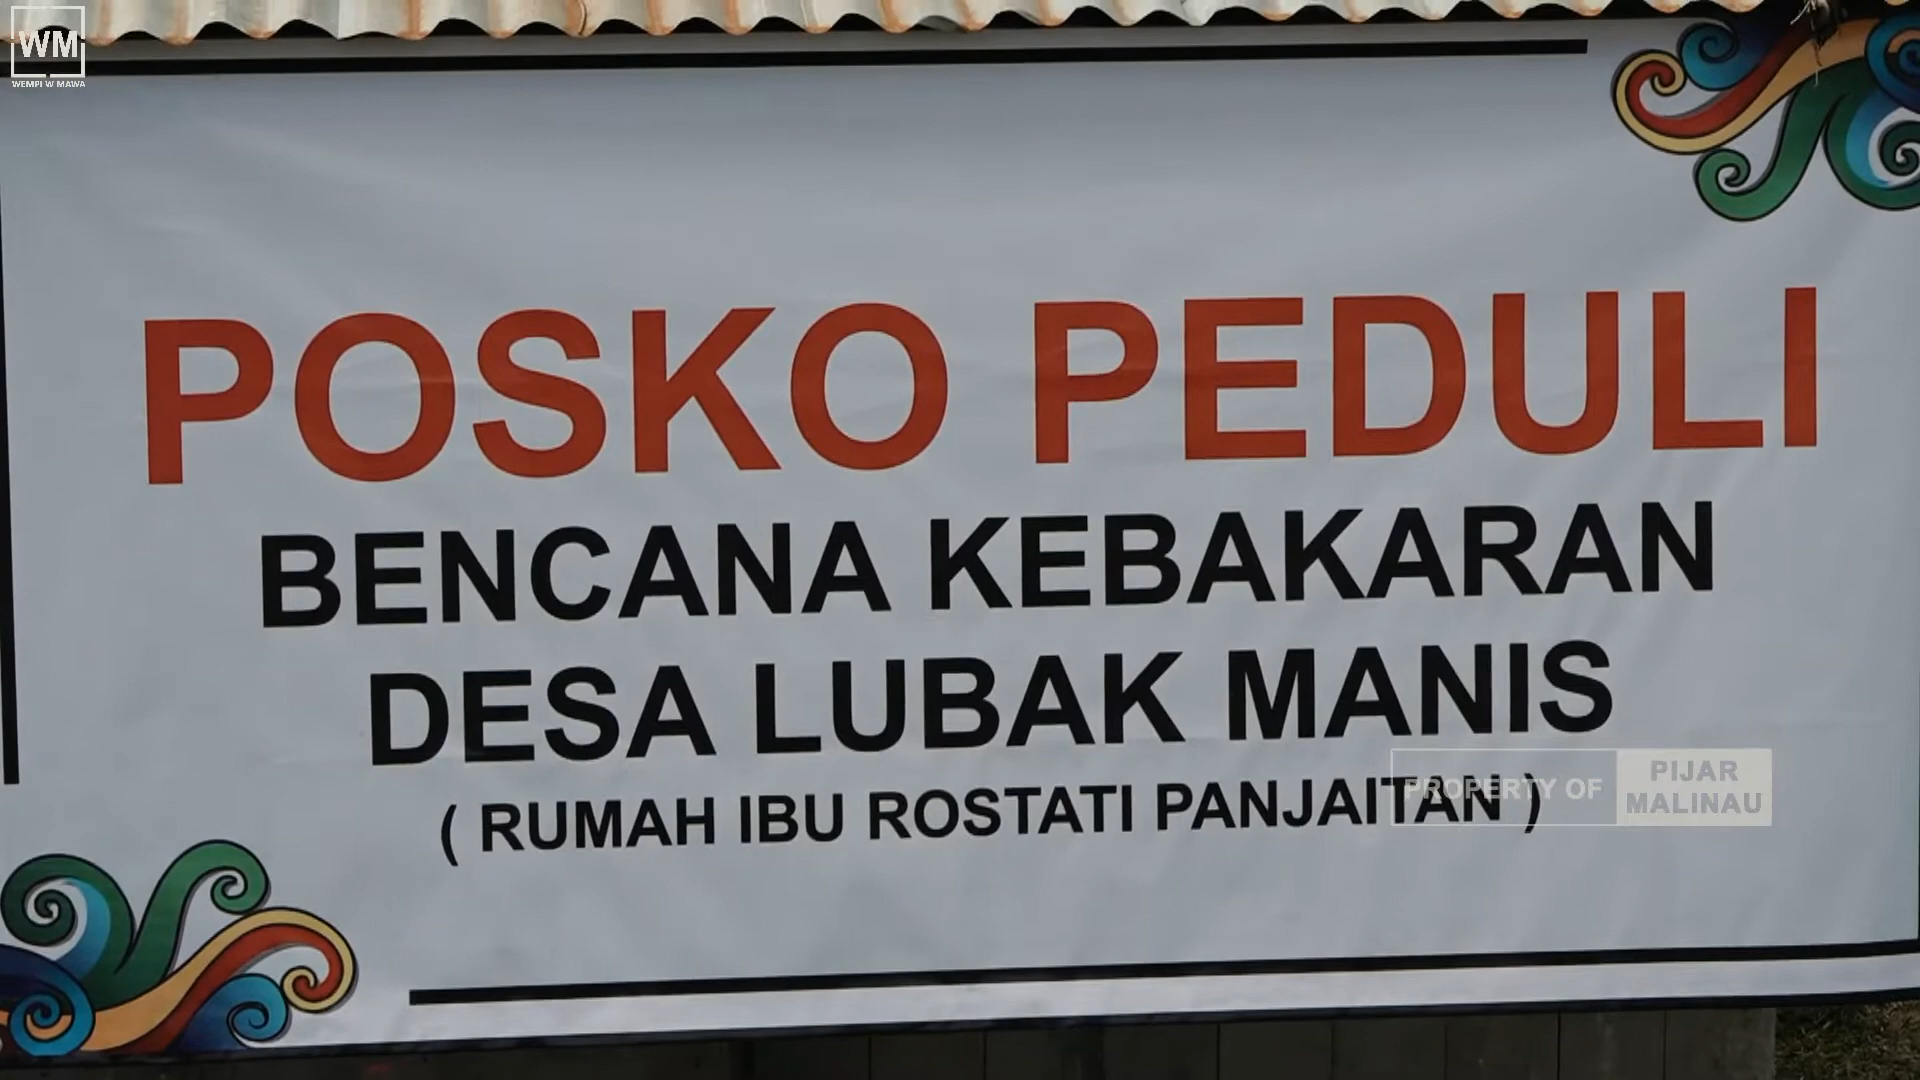 WM
WEMPI W MAWA
POSKO PEDULI
BENCANA KEBAKARAN
DESA LUBAK MANIS
( RUMAH IBU ROSTATI PANJAITAN )
PROPERTY OF
PIJAR
MALINAU